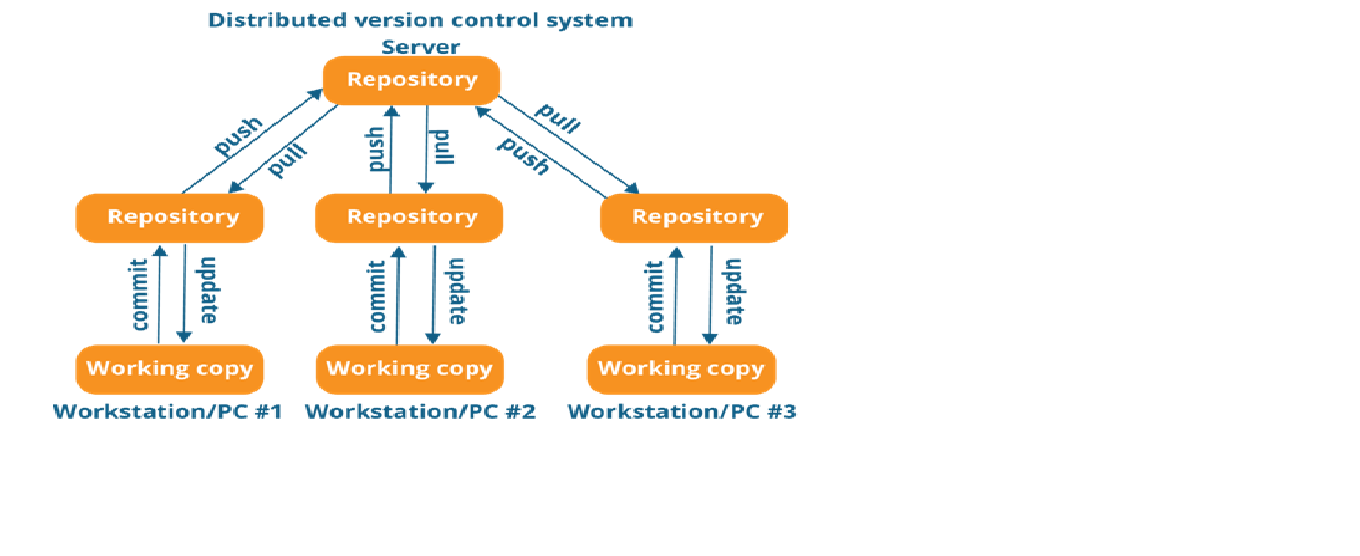 Distributed version control system
Server
Repository
push
pull
push
pull
push
pull
Repository
Repository
Repository
commit
update
commit
update
commit
update
Working copy
Working copy
Working copy
Workstation/PC #1
Workstation/PC #2
Workstation/PC #3